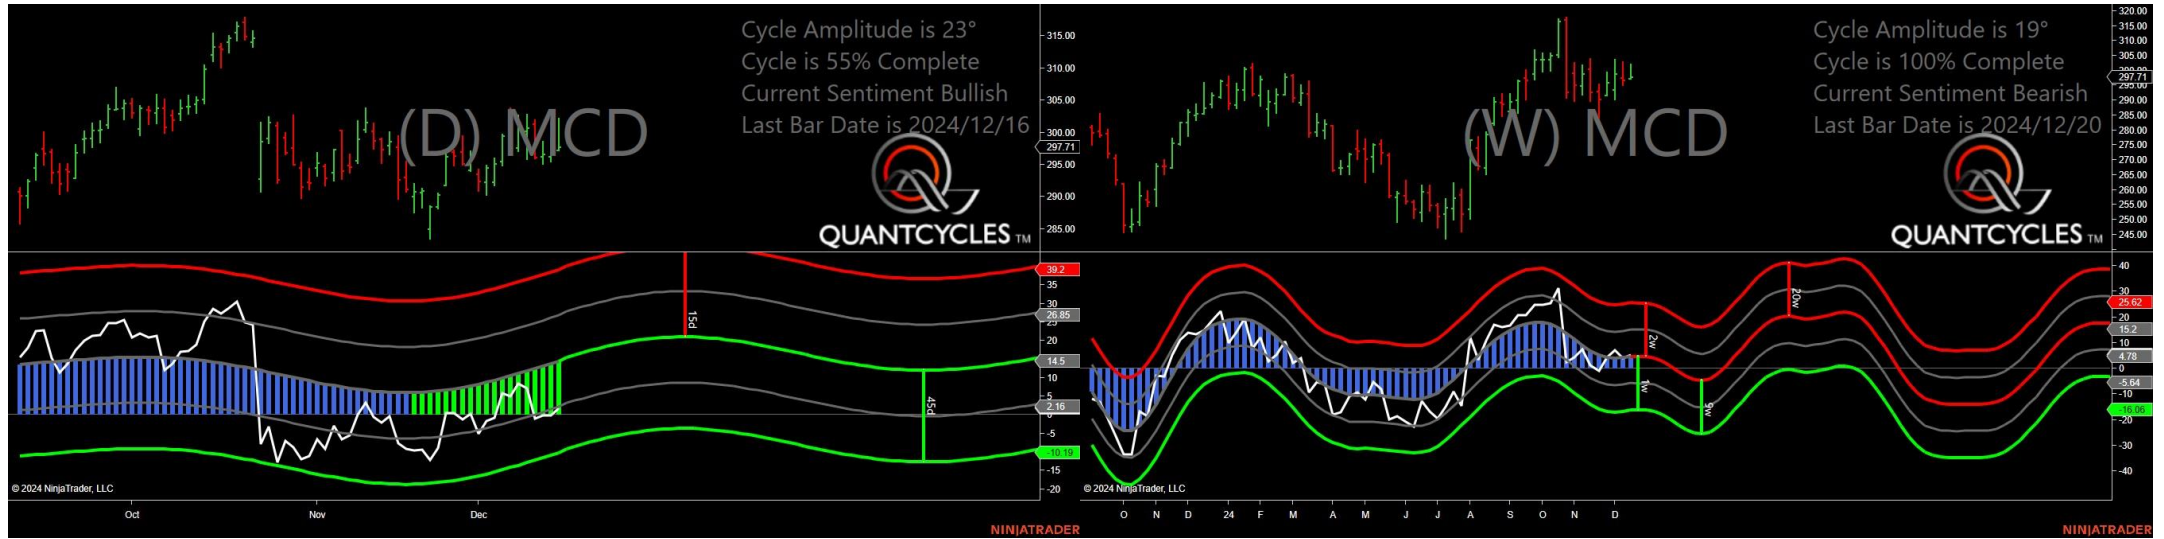 Cycle Amplitude is 23°
Cycle is 55% Complete
Current Sentiment Bullish
Last Bar Date is 2024/12/16
(D) MCD
QUANTCYCLES TM
315.00
310.00
305.00
300.00
297.71
295.00
290.00
285.00
39.2
35
30
26.85
25
20
14.5
10
5
2.16
-5
-10.19
-15
-20
15d
45d
© 2024 NinjaTrader, LLC
Oct Nov Dec
NINJATRADER
Cycle Amplitude is 19°
Cycle is 100% Complete
Current Sentiment Bearish
Last Bar Date is 2024/12/20
(W) MCD
QUANTCYCLES TM
320.00
315.00
310.00
305.00
297.71
290.00
285.00
280.00
275.00
270.00
265.00
260.00
255.00
250.00
245.00
40
30
25.62
20
15.2
10
4.78
0
-5.64
-16.06
-20
-30
-40
2w
1w
9w
20w
© 2024 NinjaTrader, LLC
O N D 24 F M A M J J A S O N D
NINJATRADER